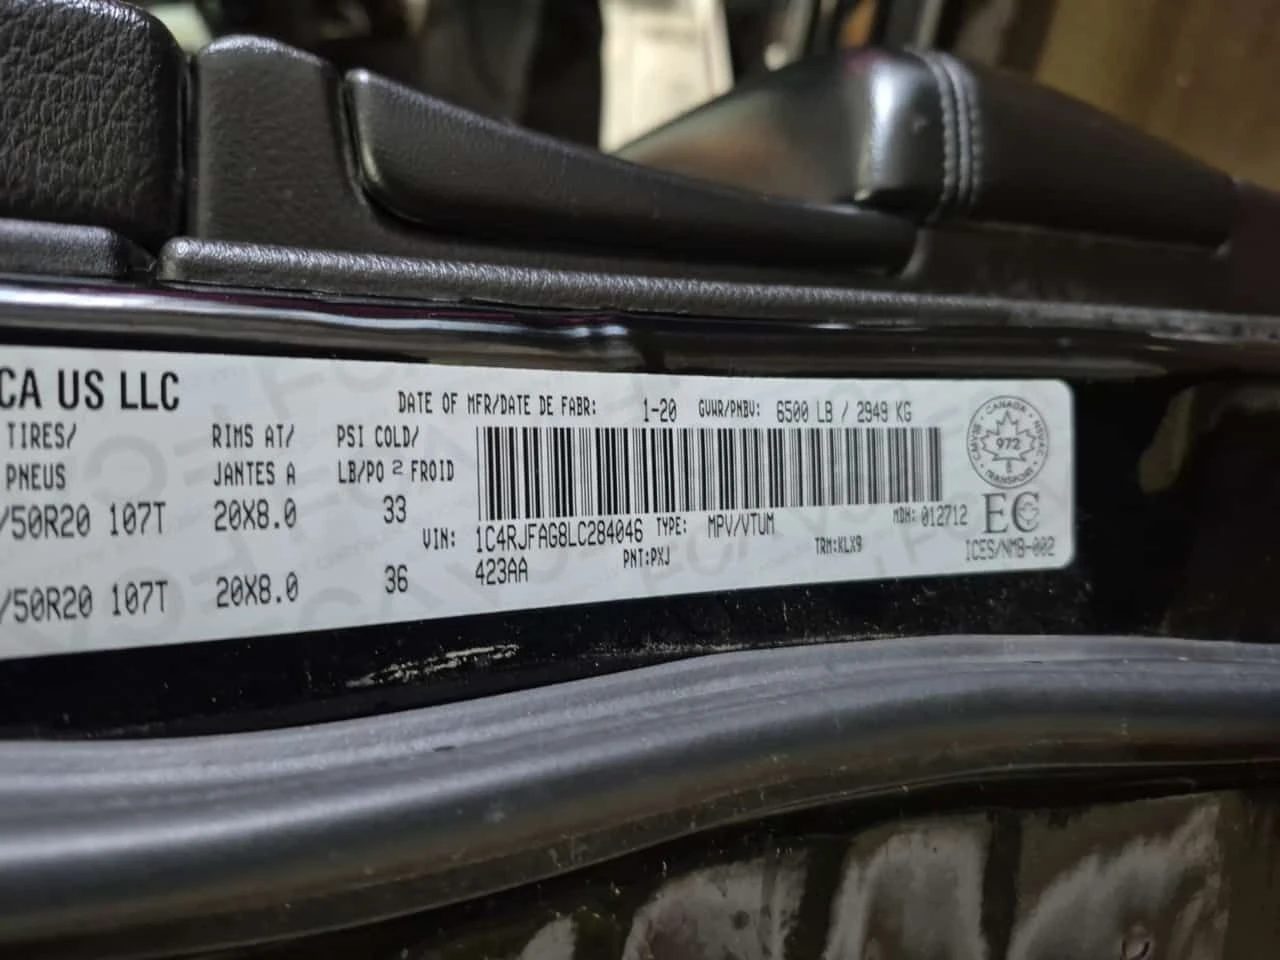 CA US LLC
DATE OF MFR/DATE DE FABR: 1-20 GVWR/PNBV: 6500 LB / 2949 KG
TIRES/ RIMS AT/ PSI COLD/
PNEUS JANTES A LB/PO 2 FROID
/50R20 107T 20X8.0 33
/50R20 107T 20X8.0 36
VIN: 1C4RJFAG8LC284046 TYPE: MPV/VTUM MDH: 012712
423AA PNT:PXJ TRM:KLX9
CANADA
972
TRANSPORT
EC
ICES/NMB-002